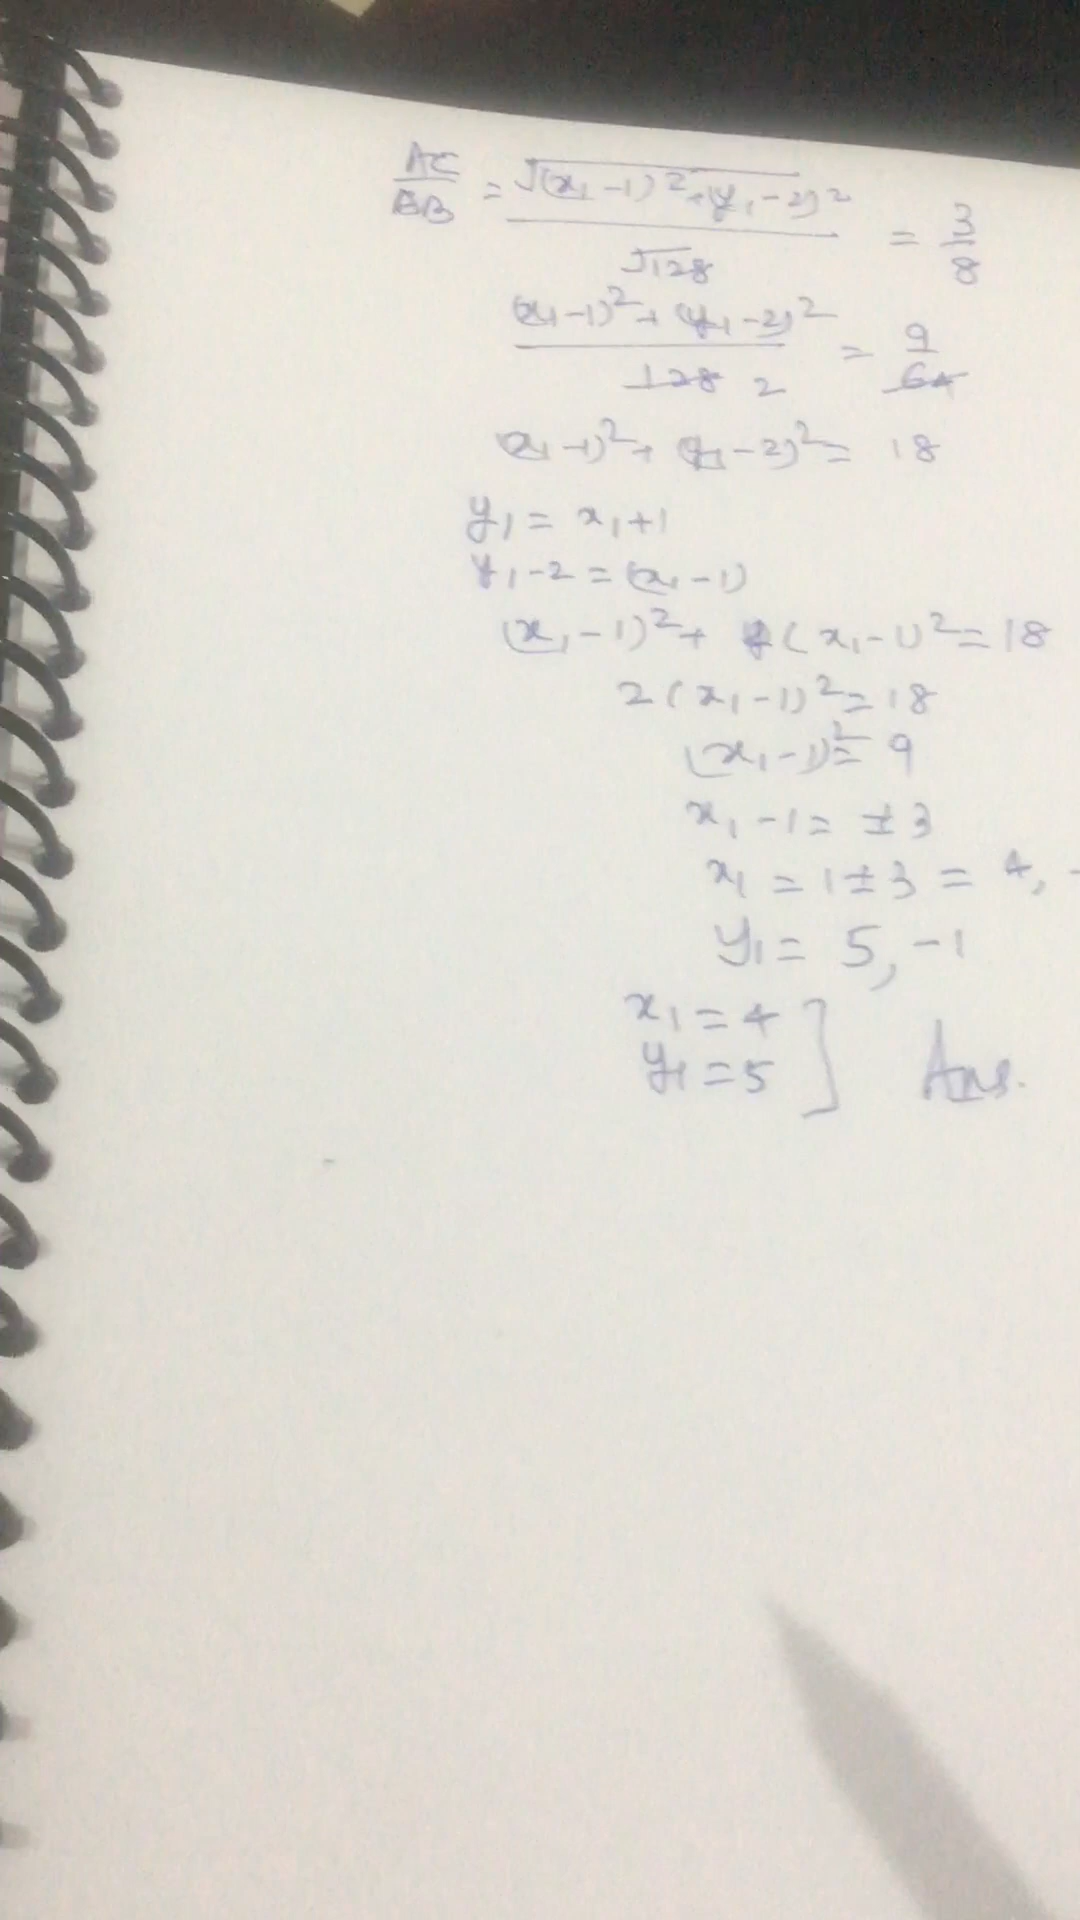 AC/AB = √(x₁-1)²+(y₁-2)² / √128 = 3/8
(x₁-1)²+(y₁-2)² / 128 2 = 9/64
(x₁-1)²+(y₁-2)² = 18
y₁ = x₁+1
y₁-2 = (x₁-1)
(x₁-1)²+(x₁-1)² = 18
2(x₁-1)² = 18
(x₁-1)² = 9
x₁-1 = ±3
x₁ = 1±3 = 4, -
y₁ = 5, -1
x₁ = 4
y₁ = 5 ] Ans.